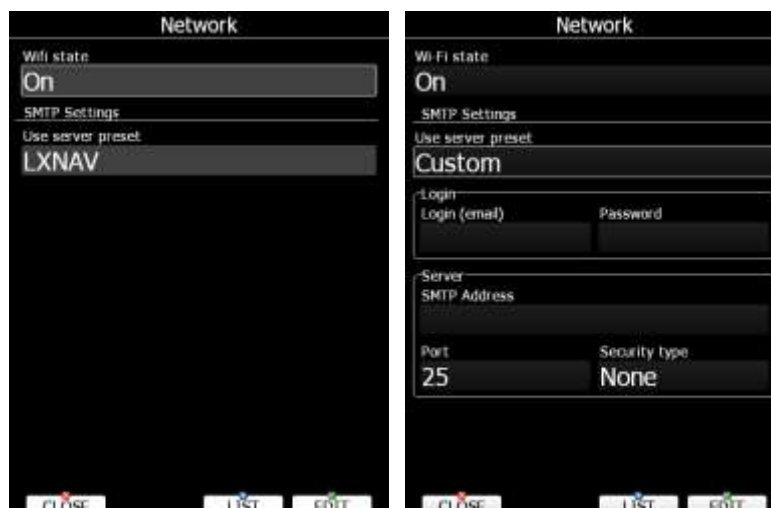 Network
Wifi state
On
SMTP Settings
Use server preset
LXNAV
CLOSE
LIST
EDIT
Network
Wi-Fi state
On
SMTP Settings
Use server preset
Custom
Login
Login (email) Password
Server
SMTP Address
Port Security type
25 None
CLOSE
LIST
EDIT